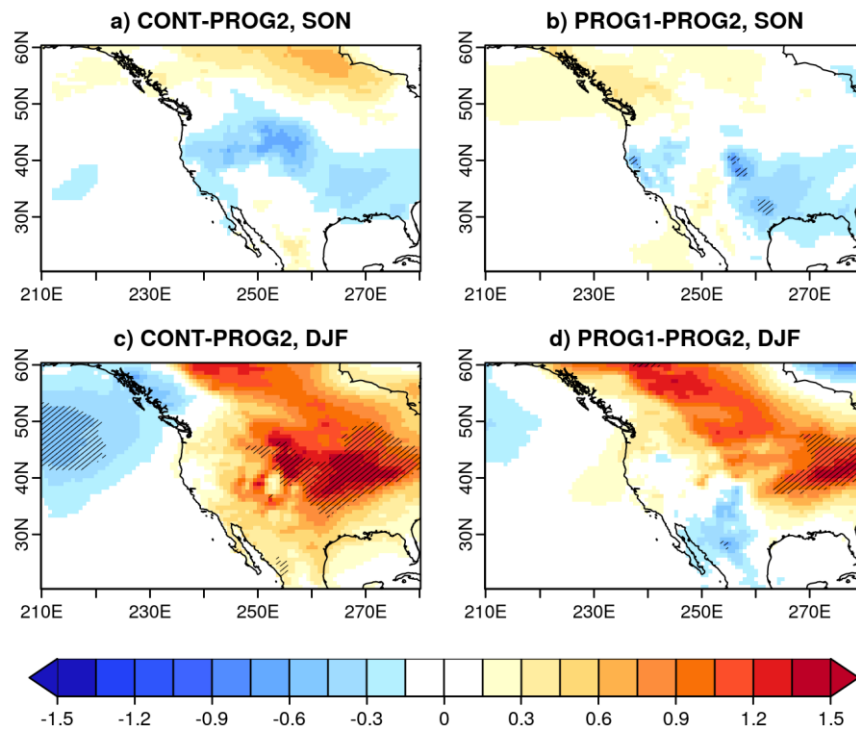 a) CONT-PROG2, SON
b) PROG1-PROG2, SON
60N
50N
40N
30N
210E 230E 250E 270E
60N
50N
40N
30N
210E 230E 250E 270E
c) CONT-PROG2, DJF
d) PROG1-PROG2, DJF
60N
50N
40N
30N
210E 230E 250E 270E
60N
50N
40N
30N
210E 230E 250E 270E
-1.5 -1.2 -0.9 -0.6 -0.3 0 0.3 0.6 0.9 1.2 1.5